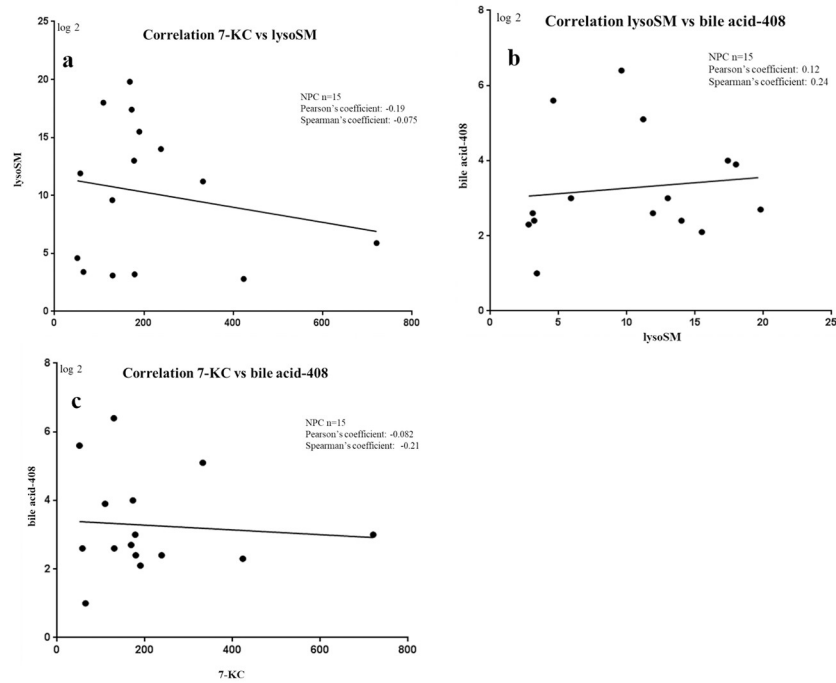 log 2
Correlation 7-KC vs lysoSM
a
NPC n=15
Pearson's coefficient: -0.19
Spearman's coefficient: -0.075
25
20
15
10
5
0
lysoSM
0 200 400 600 800
log 2
Correlation lysoSM vs bile acid-408
b
NPC n=15
Pearson's coefficient: 0.12
Spearman's coefficient: 0.24
8
6
4
2
0
bile acid-408
0 5 10 15 20 25
lysoSM
log 2
Correlation 7-KC vs bile acid-408
c
NPC n=15
Pearson's coefficient: -0.082
Spearman's coefficient: -0.21
8
6
4
2
0
bile acid-408
0 200 400 600 800
7-KC